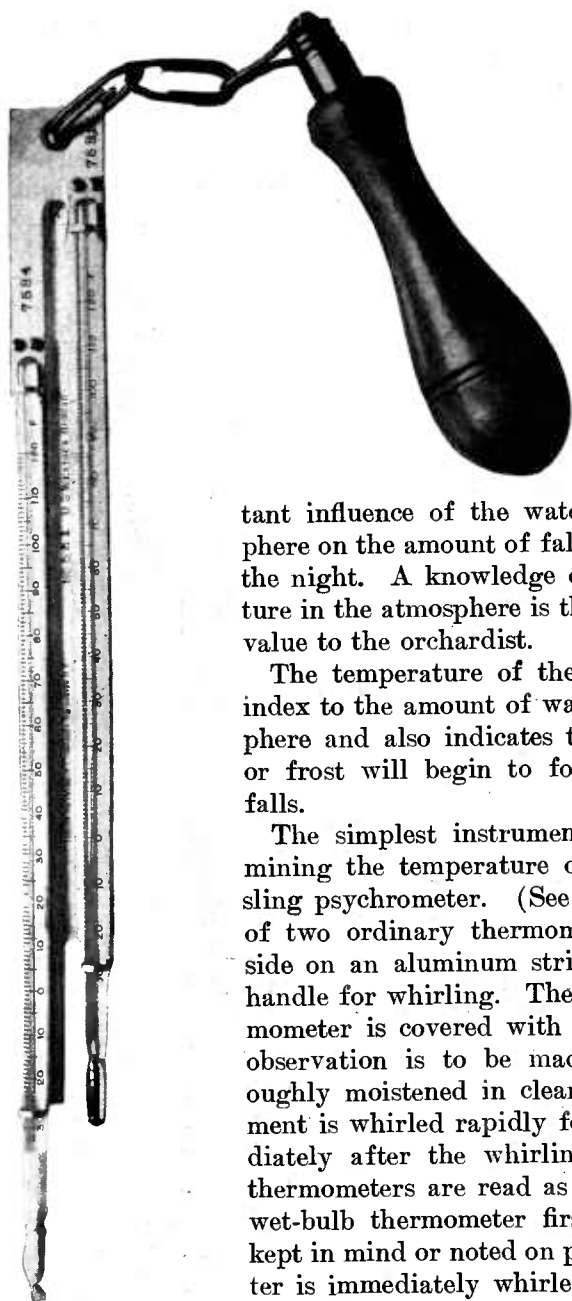 758
7584
tant influence of the wate
phere on the amount of fal
the night. A knowledge o
ture in the atmosphere is th
value to the orchardist.
The temperature of the
index to the amount of wa
phere and also indicates t
or frost will begin to fo
falls.
The simplest instrumen
mining the temperature o
sling psychrometer. (See
of two ordinary thermom
side on an aluminum stri
handle for whirling. The
mometer is covered with
observation is to be mad
oughly moistened in clear
ment is whirled rapidly fo
diately after the whirlin
thermometers are read as
wet-bulb thermometer firs
kept in mind or noted on p
ter is immediately whirle